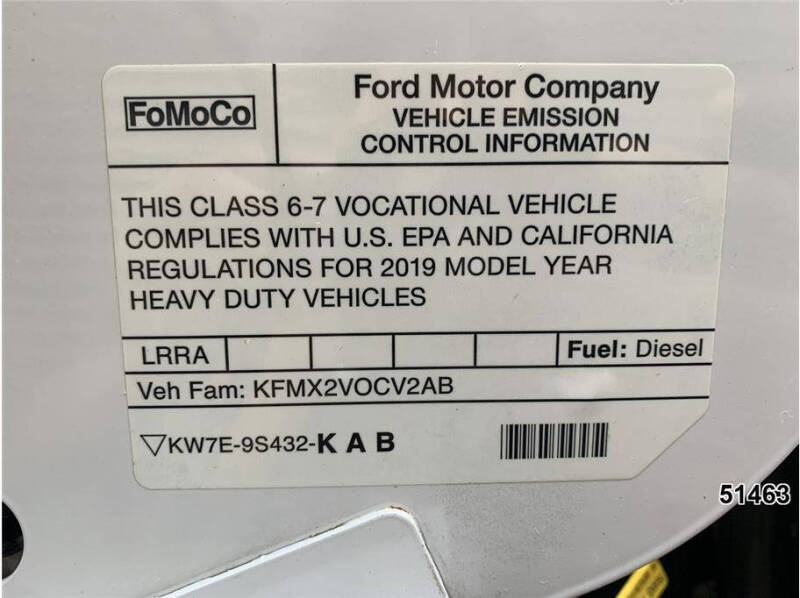 FoMoCo
Ford Motor Company
VEHICLE EMISSION
CONTROL INFORMATION
THIS CLASS 6-7 VOCATIONAL VEHICLE
COMPLIES WITH U.S. EPA AND CALIFORNIA
REGULATIONS FOR 2019 MODEL YEAR
HEAVY DUTY VEHICLES
LRRA Fuel: Diesel
Veh Fam: KFMX2VOCV2AB
▽KW7E-9S432-K A B
51463